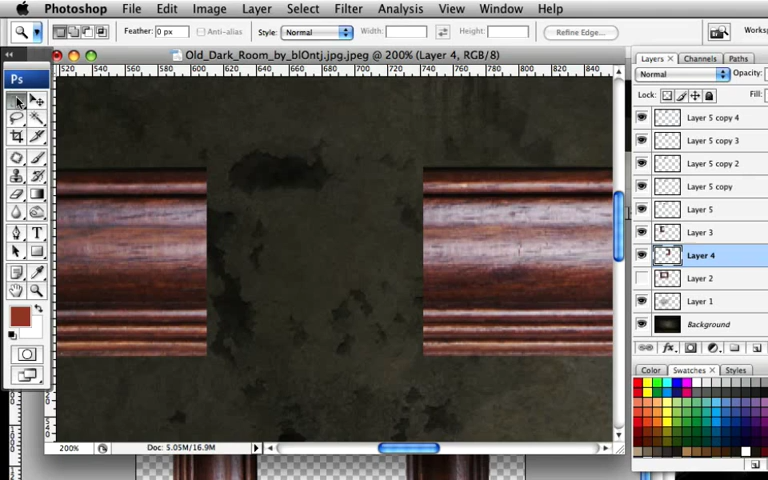 Photoshop File Edit Image Layer Select Filter Analysis View Window Help
Feather: 0 px Anti-alias Style: Normal Width: Height: Refine Edge... Works
Old_Dark_Room_by_bl0ntj.jpg.jpeg @ 200% (Layer 4, RGB/8)
520 540 560 580 600 620 640 660 680 700 720 740 760 780 800 820 840
Ps
T
Layers Channels Paths
Normal Opacity:
Lock: Fill:
Layer 5 copy 4
Layer 5 copy 3
Layer 5 copy 2
Layer 5 copy
Layer 5
Layer 3
Layer 4
Layer 2
Layer 1
Background
fx
Color Swatches Styles
200% Doc: 5.05M/16.9M